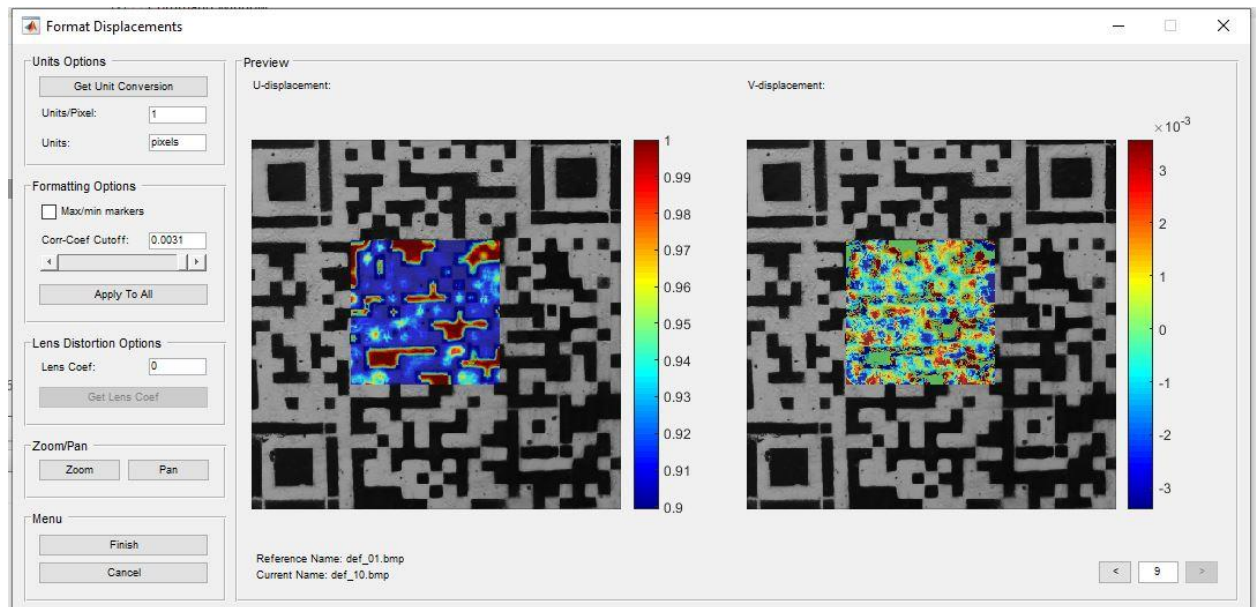 Format Displacements
Units Options
Get Unit Conversion
Units/Pixel: 1
Units: pixels
Formatting Options
Max/min markers
Corr-Coef Cutoff: 0.0031
Apply To All
Lens Distortion Options
Lens Coef: 0
Get Lens Coef
Zoom/Pan
Zoom Pan
Menu
Finish
Cancel
Preview
U-displacement:
1
0.99
0.98
0.97
0.96
0.95
0.94
0.93
0.92
0.91
0.9
V-displacement:
×10-3
3
2
1
0
-1
-2
-3
Reference Name: def_01.bmp
Current Name: def_10.bmp
< 9 >